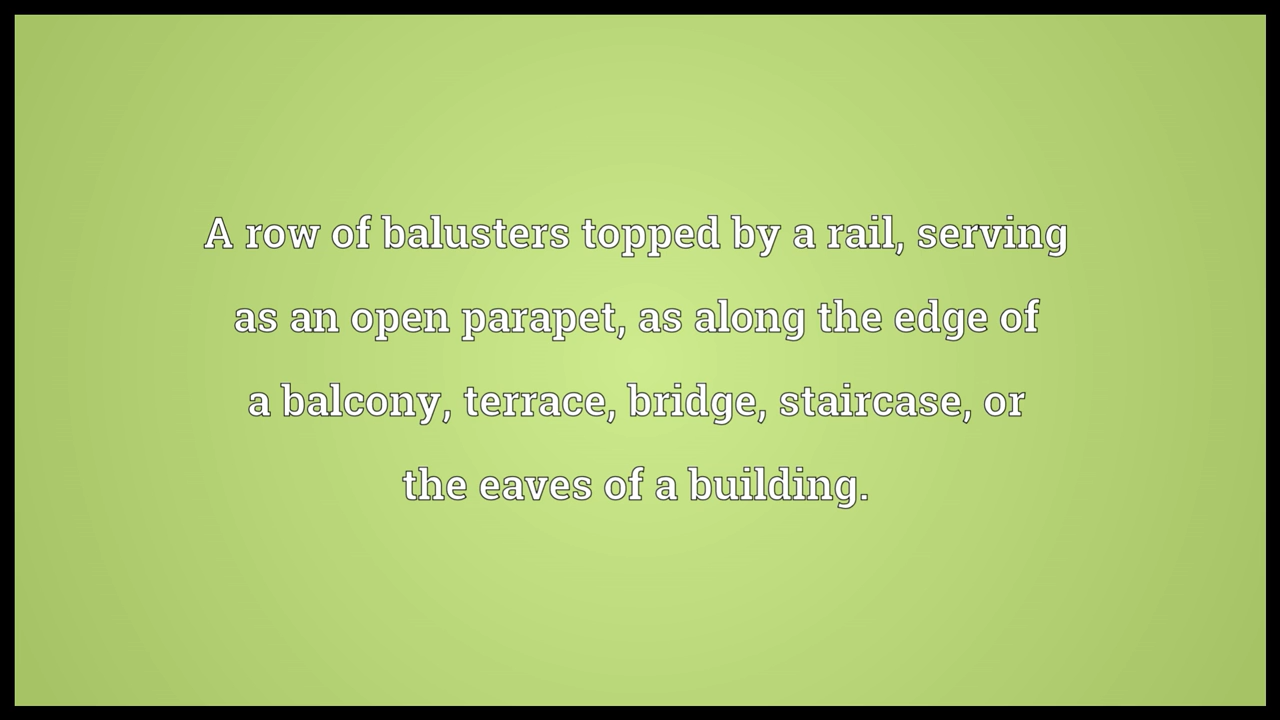 A row of balusters topped by a rail, serving
as an open parapet, as along the edge of
a balcony, terrace, bridge, staircase, or
the eaves of a building.